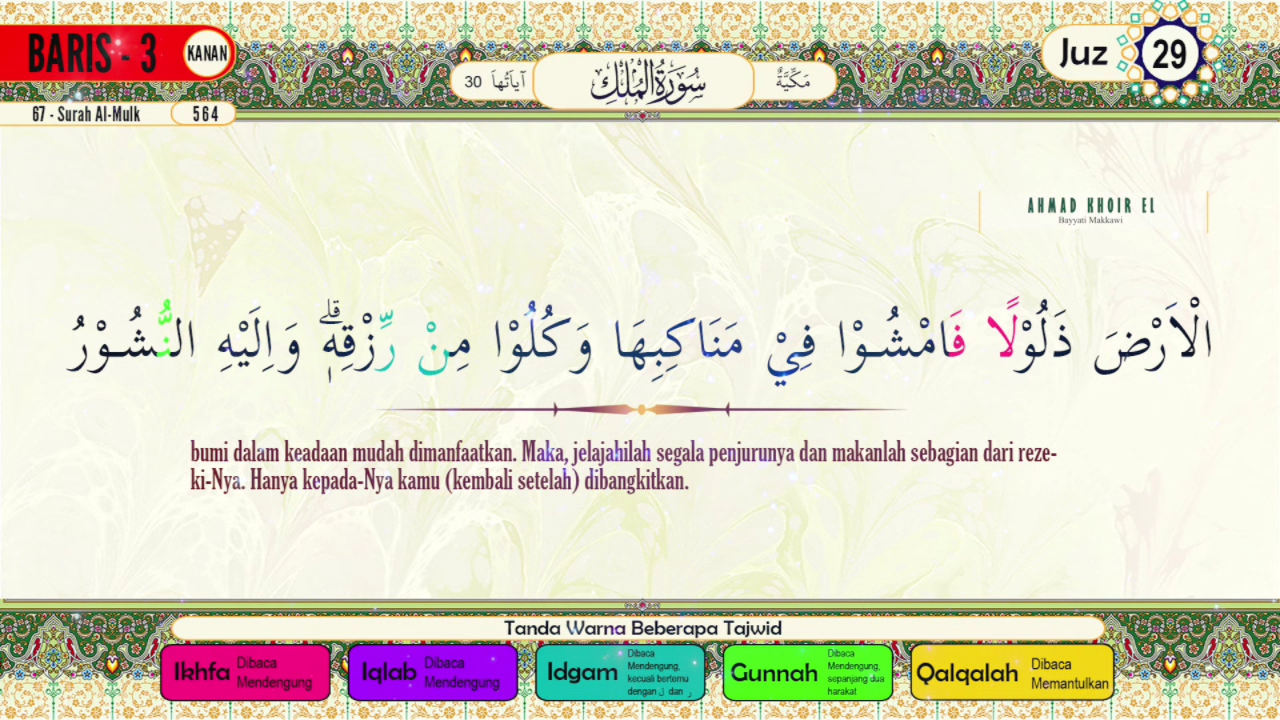 BARIS - 3
KANAN
67 - Surah Al-Mulk
564
آياَتُهاَ 30
سُوْرَةُ الْمُلْكِ
مَكِّيَّةٌ
Juz
29
AHMAD KHOIR EL
Bayyati Makkawi
الْاَرْضَ ذَلُوْلًا فَامْشُوْا فِيْ مَنَاكِبِهَا وَكُلُوْا مِنْ رِّزْقِهٖۗ وَاِلَيْهِ النُّشُوْرُ
bumi dalam keadaan mudah dimanfaatkan. Maka, jelajahilah segala penjurunya dan makanlah sebagian dari reze-
ki-Nya. Hanya kepada-Nya kamu (kembali setelah) dibangkitkan.
Tanda Warna Beberapa Tajwid
Ikhfa
Dibaca
Mendengung
Iqlab
Dibaca
Mendengung
Idgam
Dibaca
Mendengung,
kecuali bertemu
dengan ل dan ر
Gunnah
Dibaca
Mendengung,
sepanjang dua
harakat
Qalqalah
Dibaca
Memantulkan